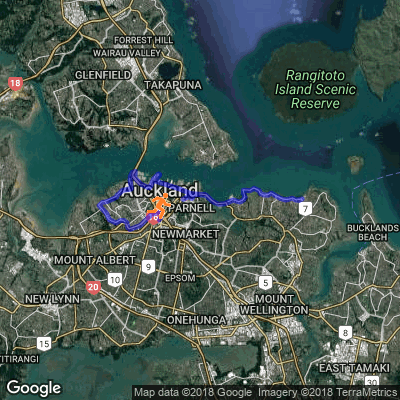 FORREST HILL
WAIRAU VALLEY
GLENFIELD
18
TAKAPUNA
Rangitoto
Island Scenic
Reserve
Auckland
PARNELL
7
NEWMARKET
BUCKLANDS
BEACH
MOUNT ALBERT
9
10
EPSOM
5
20
NEW LYNN
MOUNT
WELLINGTON
ONEHUNGA
8
15
TITIRANGI
EAST TAMAKI
30
Google
Map data ©2018 Google Imagery ©2018 TerraMetrics